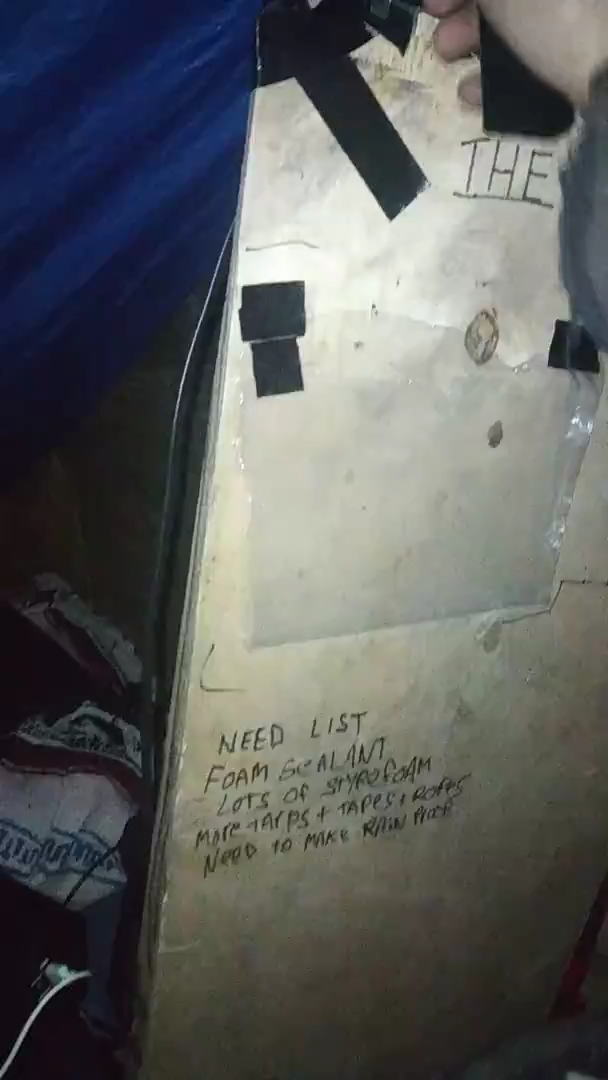 THE
NEED LIST
FOAM SEALANT
LOTS OF STYROFOAM
MORE TARPS + TAPES + ROPES
NEED TO MAKE RAIN PROOF